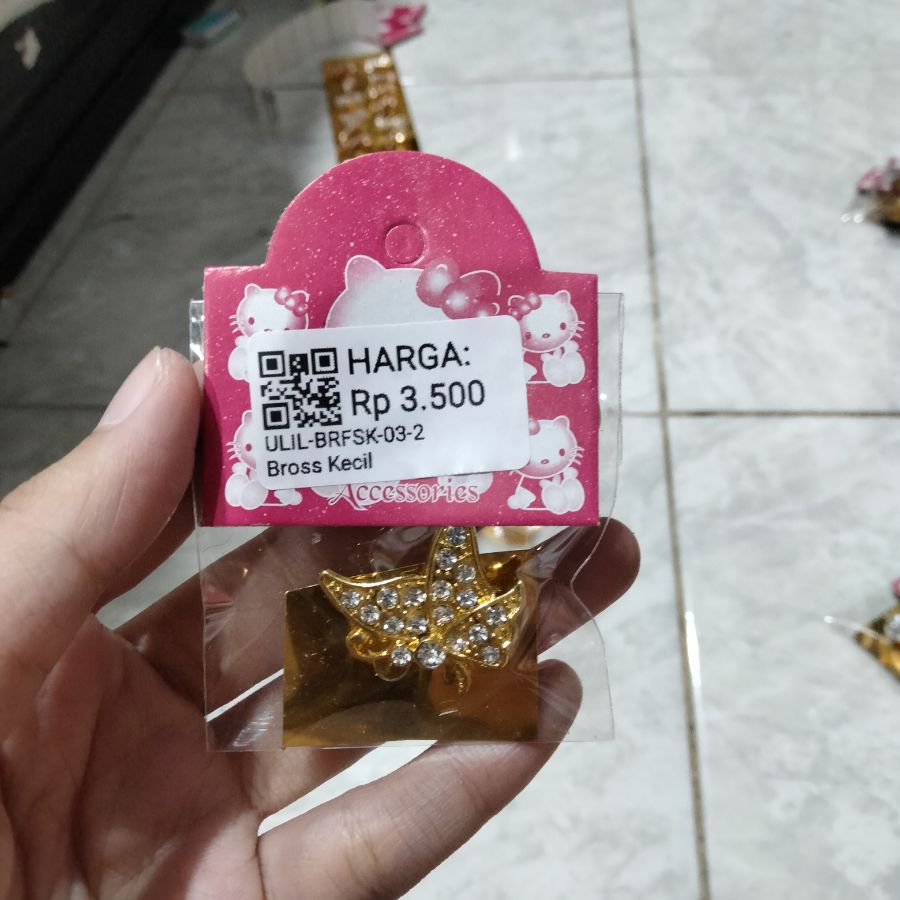 HARGA:
Rp 3.500
ULIL-BRFSK-03-2
Bross Kecil
Accessories